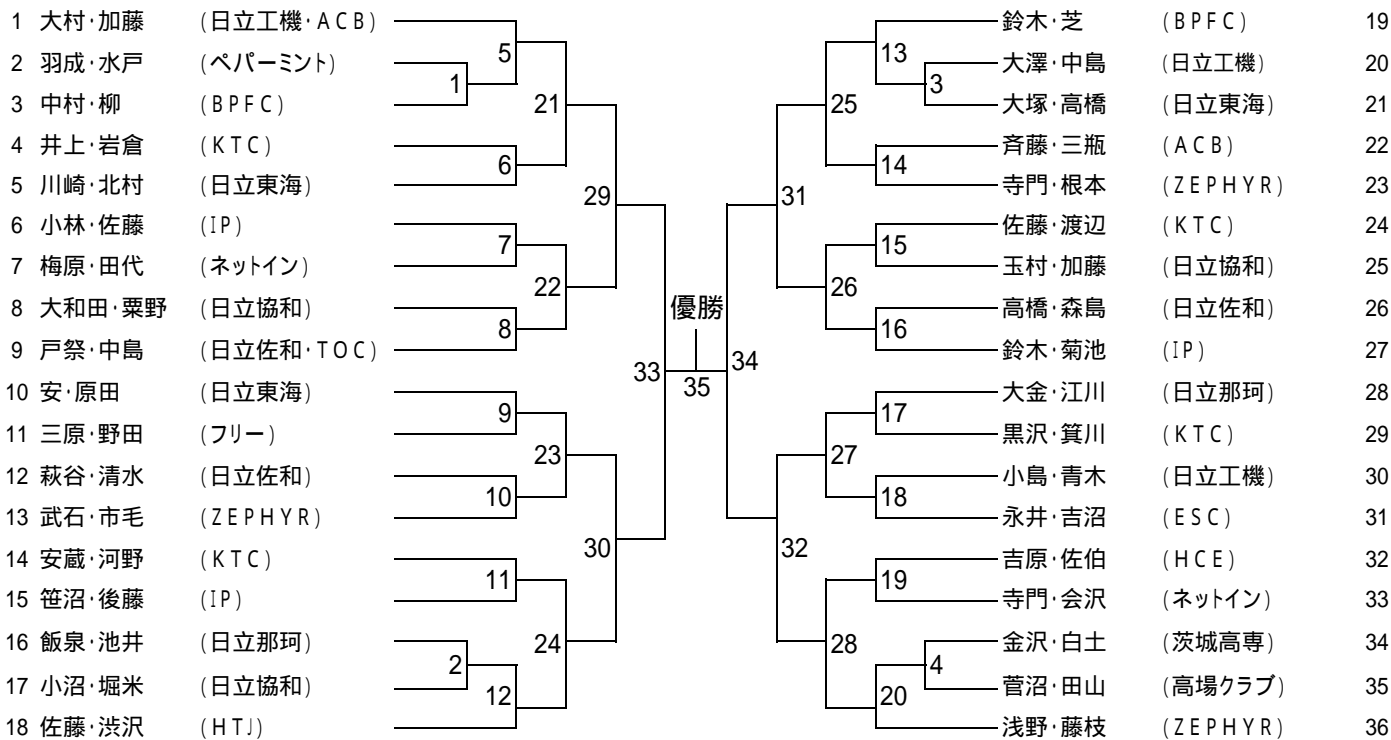 1 大村・加藤 (日立工機・ACB)
2 羽成・水戸 (ペパーミント)
3 中村・柳 (BPFC)
4 井上・岩倉 (KTC)
5 川崎・北村 (日立東海)
6 小林・佐藤 (IP)
7 梅原・田代 (ネットイン)
8 大和田・粟野 (日立協和)
9 戸祭・中島 (日立佐和・TOC)
10 安・原田 (日立東海)
11 三原・野田 (フリー)
12 萩谷・清水 (日立佐和)
13 武石・市毛 (ZEPHYR)
14 安蔵・河野 (KTC)
15 笹沼・後藤 (IP)
16 飯泉・池井 (日立那珂)
17 小沼・堀米 (日立協和)
18 佐藤・渋沢 (HTJ)
5
1
21
6
29
7
22
8
33
9
23
10
30
11
24
2
12
優勝
35
34
13
3
25
14
31
15
26
16
17
27
18
32
19
28
4
20
鈴木・芝 (BPFC) 19
大澤・中島 (日立工機) 20
大塚・高橋 (日立東海) 21
斉藤・三瓶 (ACB) 22
寺門・根本 (ZEPHYR) 23
佐藤・渡辺 (KTC) 24
玉村・加藤 (日立協和) 25
高橋・森島 (日立佐和) 26
鈴木・菊池 (IP) 27
大金・江川 (日立那珂) 28
黒沢・箕川 (KTC) 29
小島・青木 (日立工機) 30
永井・吉沼 (ESC) 31
吉原・佐伯 (HCE) 32
寺門・会沢 (ネットイン) 33
金沢・白土 (茨城高専) 34
菅沼・田山 (高場クラブ) 35
浅野・藤枝 (ZEPHYR) 36